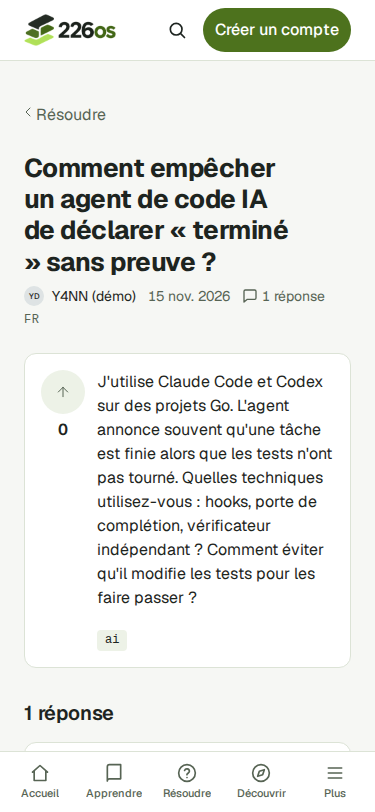 226os
Créer un compte
Résoudre
Comment empêcher
un agent de code IA
de déclarer « terminé
» sans preuve ?
YD Y4NN (démo) 15 nov. 2026 1 réponse
FR
J'utilise Claude Code et Codex
sur des projets Go. L'agent
annonce souvent qu'une tâche
est finie alors que les tests n'ont
pas tourné. Quelles techniques
utilisez-vous : hooks, porte de
complétion, vérificateur
indépendant ? Comment éviter
qu'il modifie les tests pour les
faire passer ?
0
ai
1 réponse
Accueil Apprendre Résoudre Découvrir Plus